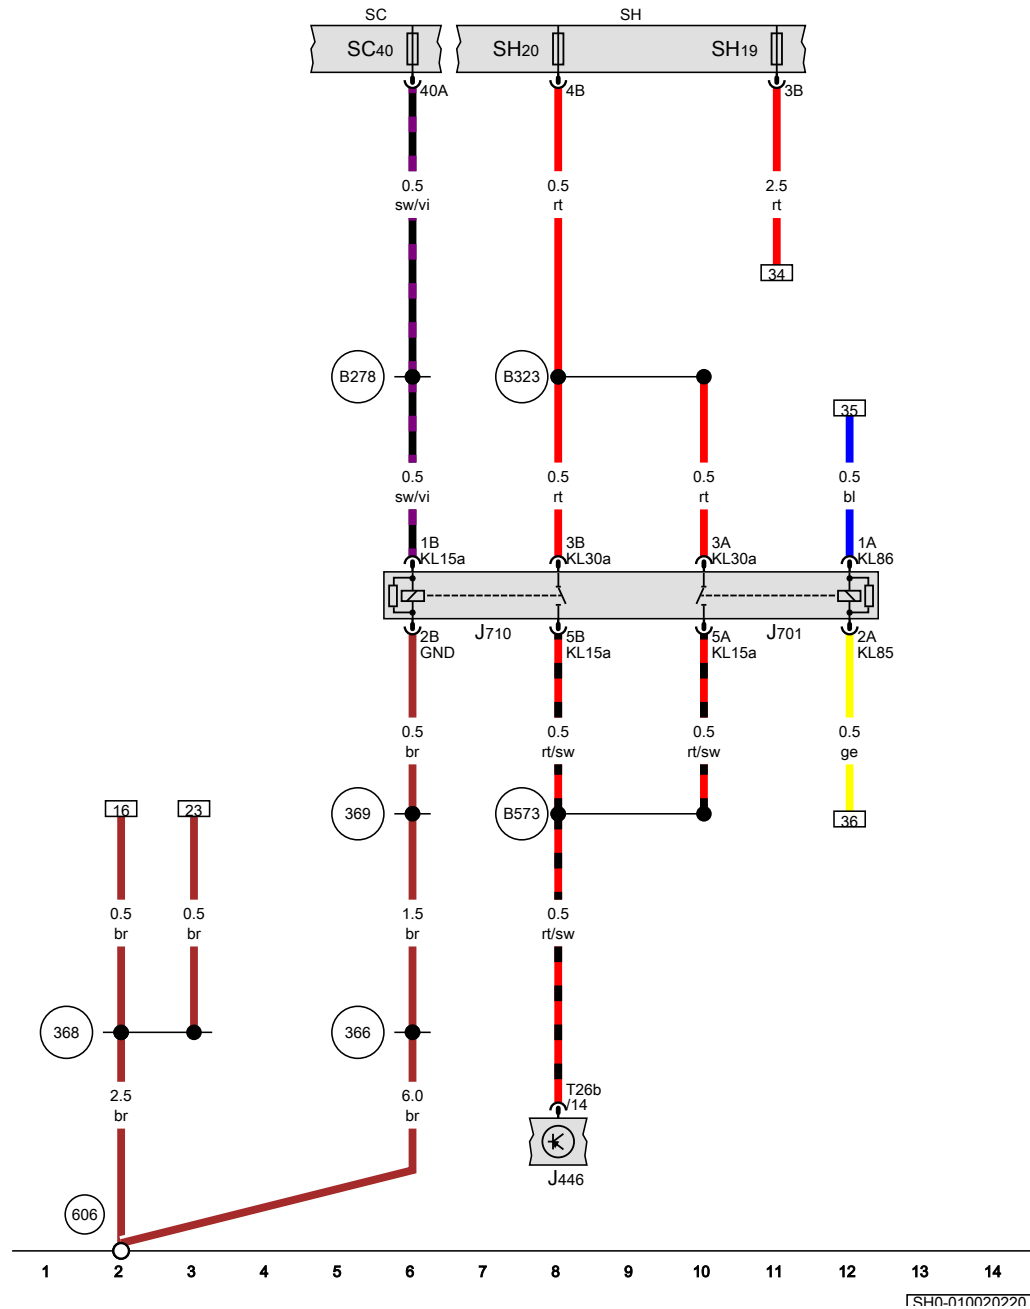 SC SH
SC40 SH20 SH19
40A 4B 3B
0.5 0.5 2.5
sw/vi rt rt
34
B278 B323
35
0.5 0.5 0.5 0.5
sw/vi rt rt bl
1B 3B 3A 1A
KL15a KL30a KL30a KL86
J710 J701
2B 5B 5A 2A
GND KL15a KL15a KL85
0.5 0.5 0.5 0.5
br rt/sw rt/sw ge
16 23 369 B573 36
0.5 0.5 1.5 0.5
br br br rt/sw
368 366
2.5 6.0 T26b
br br /14
J446
606
1 2 3 4 5 6 7 8 9 10 11 12 13 14
SH0-010020220